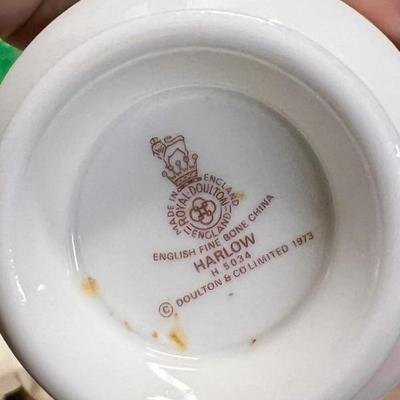 MADE IN ENGLAND
ROYAL·DOULTON
ENGLAND
ENGLISH FINE BONE CHINA
HARLOW
H 5034
© DOULTON & CO LIMITED 1973